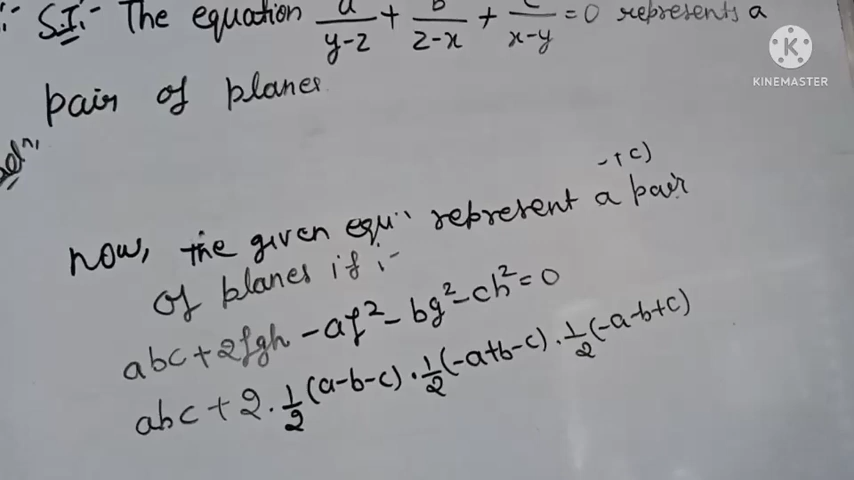 S.I:- The equation a/(y-z) + b/(z-x) + c/(x-y) = 0 represents a
pair of planes
KINEMASTER
-+c)
now, the given equⁿ represent a pair
of planes if :-
abc + 2fgh - af² - bg² - ch² = 0
abc + 2 · 1/2 (a-b-c) · 1/2 (-a+b-c) · 1/2 (-a-b+c)